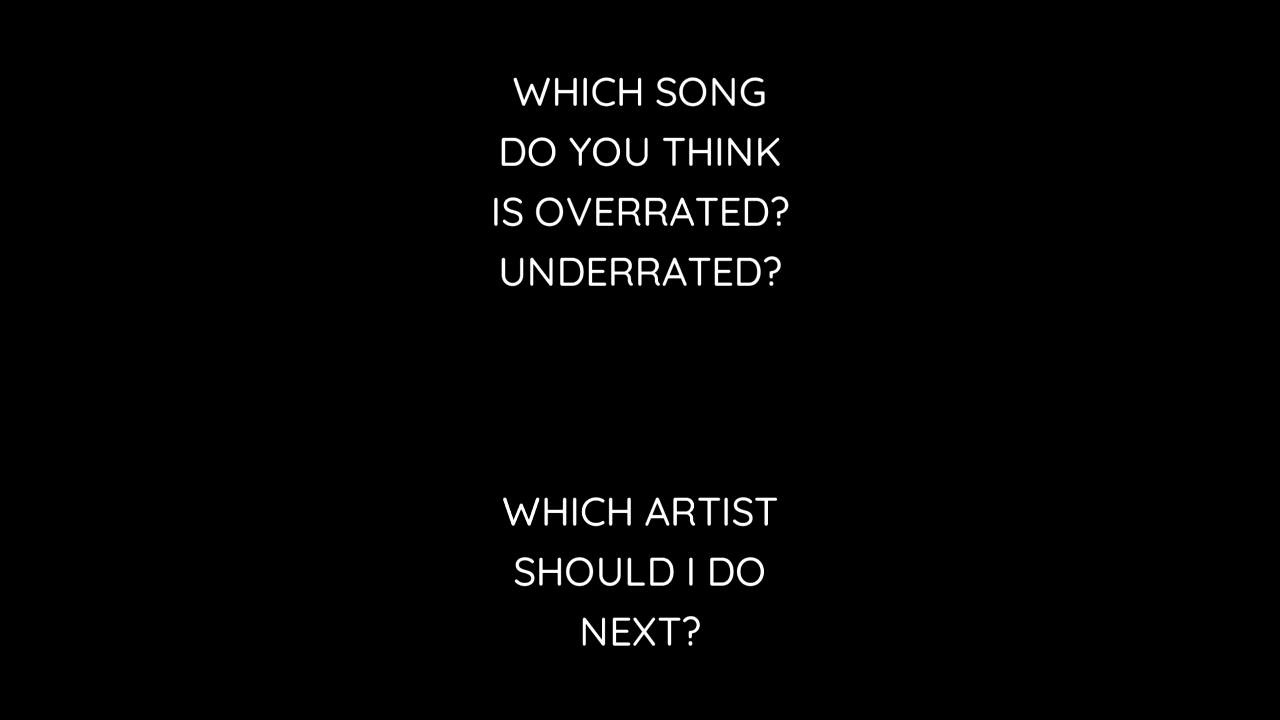 WHICH SONG
DO YOU THINK
IS OVERRATED?
UNDERRATED?
WHICH ARTIST
SHOULD I DO
NEXT?